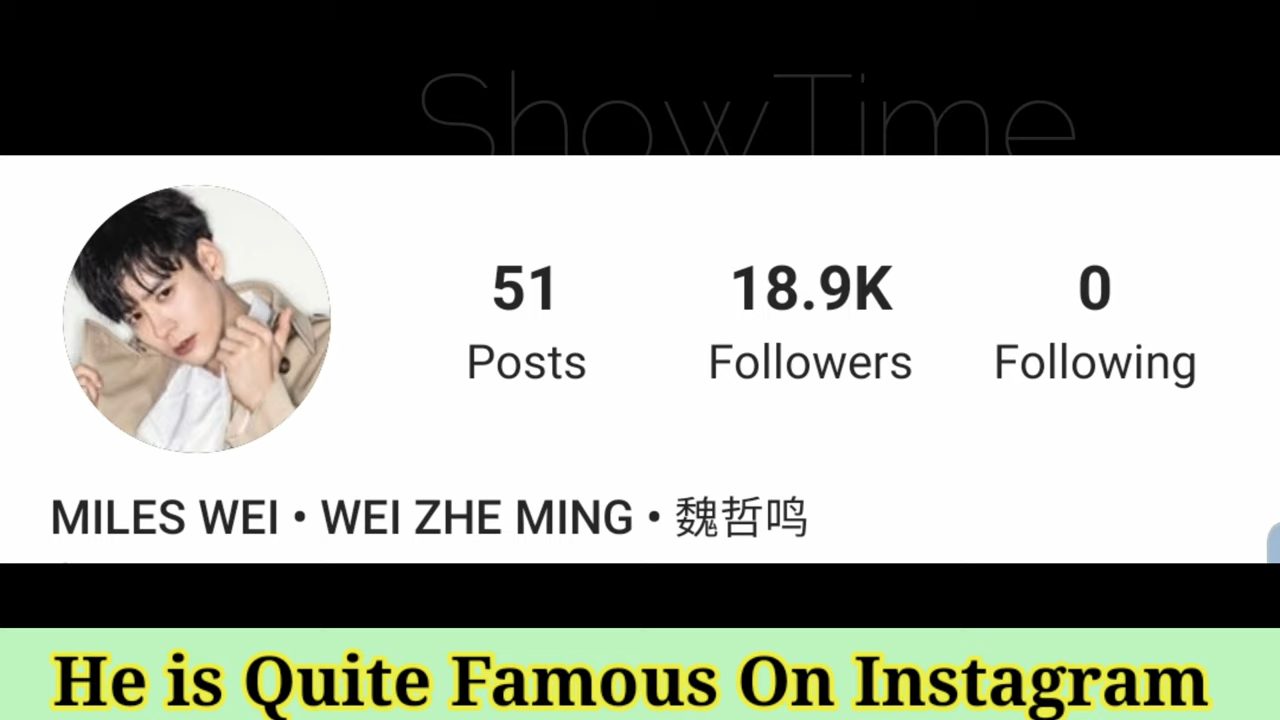 ShowTime
51 18.9K 0
Posts Followers Following
MILES WEI • WEI ZHE MING • 魏哲鸣
He is Quite Famous On Instagram